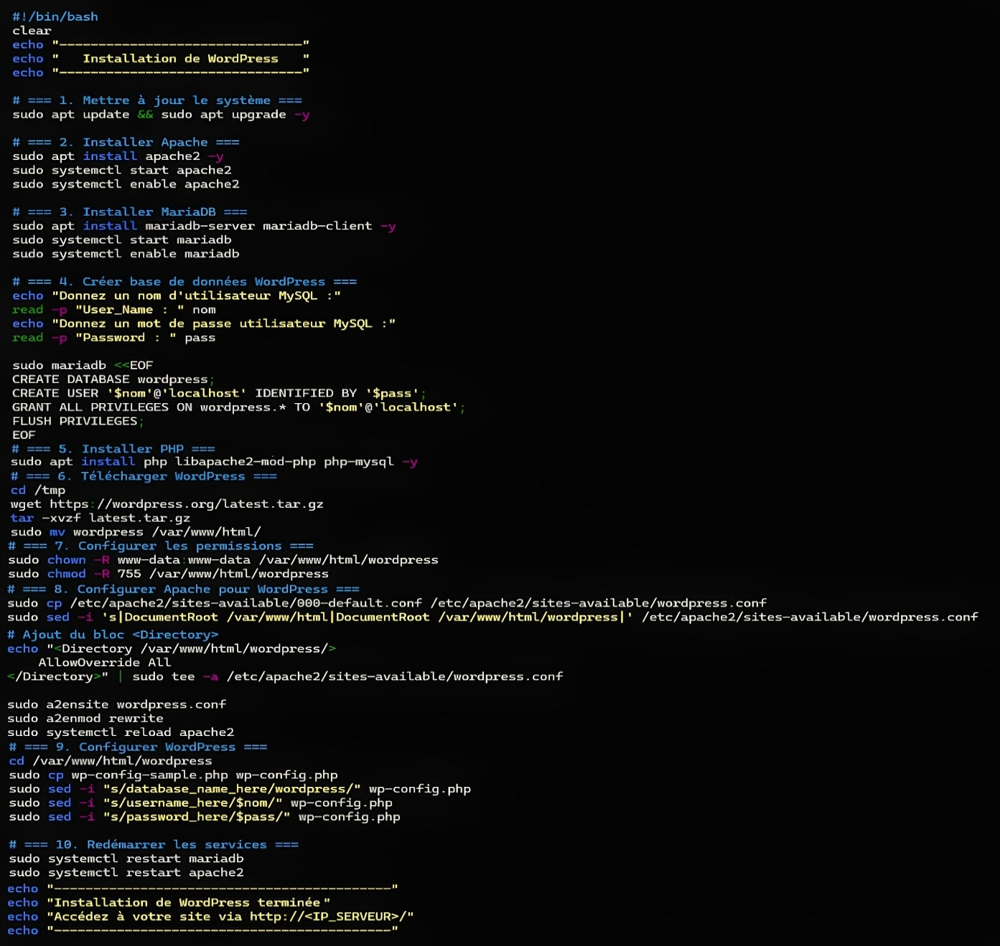 #!/bin/bash
clear
echo "-------------------------------"
echo "   Installation de WordPress   "
echo "-------------------------------"
# === 1. Mettre à jour le système ===
sudo apt update && sudo apt upgrade -y
# === 2. Installer Apache ===
sudo apt install apache2 -y
sudo systemctl start apache2
sudo systemctl enable apache2
# === 3. Installer MariaDB ===
sudo apt install mariadb-server mariadb-client -y
sudo systemctl start mariadb
sudo systemctl enable mariadb
# === 4. Créer base de données WordPress ===
echo "Donnez un nom d'utilisateur MySQL :"
read -p "User_Name : " nom
echo "Donnez un mot de passe utilisateur MySQL :"
read -p "Password : " pass
sudo mariadb <<EOF
CREATE DATABASE wordpress;
CREATE USER '$nom'@'localhost' IDENTIFIED BY '$pass';
GRANT ALL PRIVILEGES ON wordpress.* TO '$nom'@'localhost';
FLUSH PRIVILEGES;
EOF
# === 5. Installer PHP ===
sudo apt install php libapache2-mod-php php-mysql -y
# === 6. Télécharger WordPress ===
cd /tmp
wget https://wordpress.org/latest.tar.gz
tar -xvzf latest.tar.gz
sudo mv wordpress /var/www/html/
# === 7. Configurer les permissions ===
sudo chown -R www-data:www-data /var/www/html/wordpress
sudo chmod -R 755 /var/www/html/wordpress
# === 8. Configurer Apache pour WordPress ===
sudo cp /etc/apache2/sites-available/000-default.conf /etc/apache2/sites-available/wordpress.conf
sudo sed -i 's|DocumentRoot /var/www/html|DocumentRoot /var/www/html/wordpress|' /etc/apache2/sites-available/wordpress.conf
# Ajout du bloc <Directory>
echo "<Directory /var/www/html/wordpress/>
    AllowOverride All
</Directory>" | sudo tee -a /etc/apache2/sites-available/wordpress.conf
sudo a2ensite wordpress.conf
sudo a2enmod rewrite
sudo systemctl reload apache2
# === 9. Configurer WordPress ===
cd /var/www/html/wordpress
sudo cp wp-config-sample.php wp-config.php
sudo sed -i "s/database_name_here/wordpress/" wp-config.php
sudo sed -i "s/username_here/$nom/" wp-config.php
sudo sed -i "s/password_here/$pass/" wp-config.php
# === 10. Redémarrer les services ===
sudo systemctl restart mariadb
sudo systemctl restart apache2
echo "-------------------------------------------"
echo "Installation de WordPress terminée"
echo "Accédez à votre site via http://<IP_SERVEUR>/"
echo "-------------------------------------------"